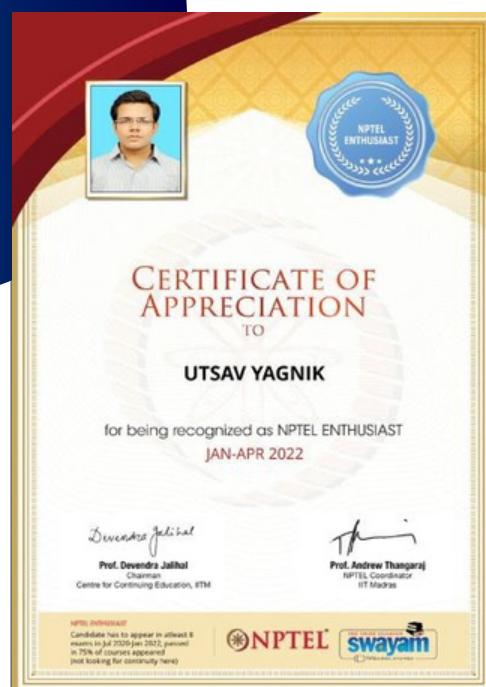 NPTEL
ENTHUSIAST
CERTIFICATE OF
APPRECIATION
TO
UTSAV YAGNIK
for being recognized as NPTEL ENTHUSIAST
JAN-APR 2022
Devendra Jalihal
Prof. Devendra Jalihal
Chairman
Centre for Continuing Education, IITM
Prof. Andrew Thangaraj
NPTEL Coordinator
IIT Madras
NPTEL ENTHUSIAST
Candidate has to appear in atleast 8
exams in Jul 2020-Jan 2022, passed
in 75% of courses appeared
(not looking for continuity here)
NPTEL
swayam